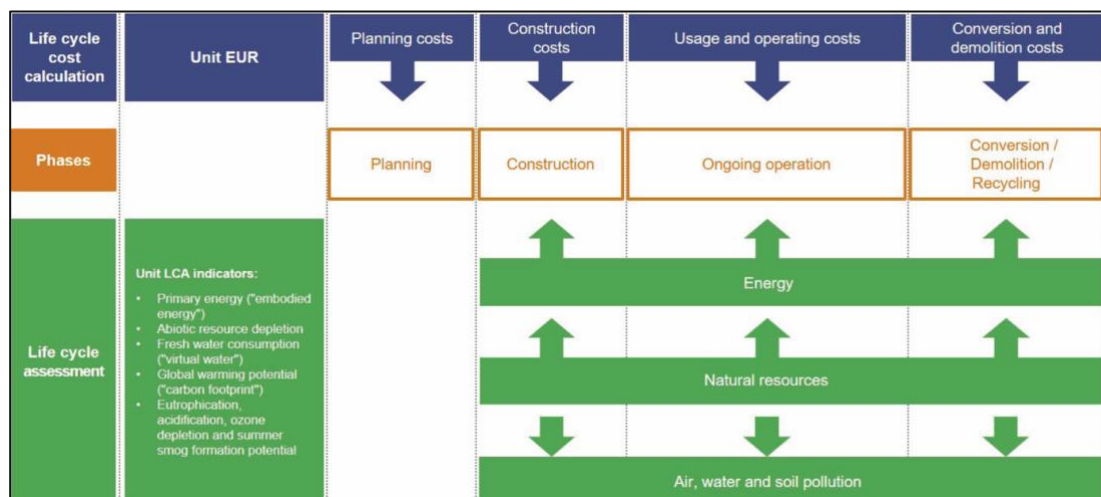 Life cycle
cost
calculation
Unit EUR
Planning costs
Construction
costs
Usage and operating costs
Conversion and
demolition costs
Phases
Planning
Construction
Ongoing operation
Conversion /
Demolition /
Recycling
Life cycle
assessment
Unit LCA indicators:
• Primary energy ("embodied
energy")
• Abiotic resource depletion
• Fresh water consumption
("virtual water")
• Global warming potential
("carbon footprint")
• Eutrophication,
acidification, ozone
depletion and summer
smog formation potential
Energy
Natural resources
Air, water and soil pollution